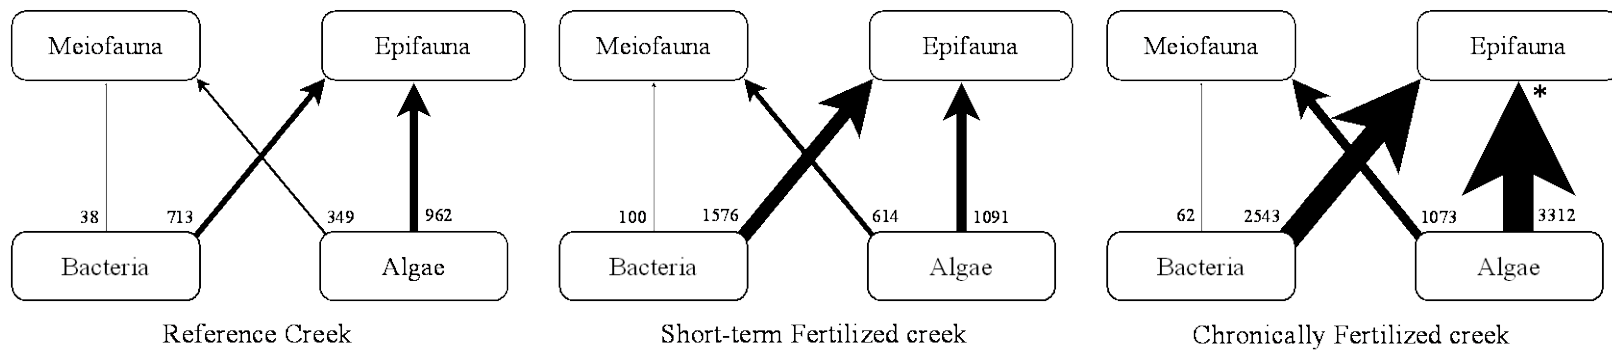 Meiofauna Epifauna Meiofauna Epifauna Meiofauna Epifauna
*
38 713 349 962 100 1576 614 1091 62 2543 1073 3312
Bacteria Algae Bacteria Algae Bacteria Algae
Reference Creek Short-term Fertilized creek Chronically Fertilized creek